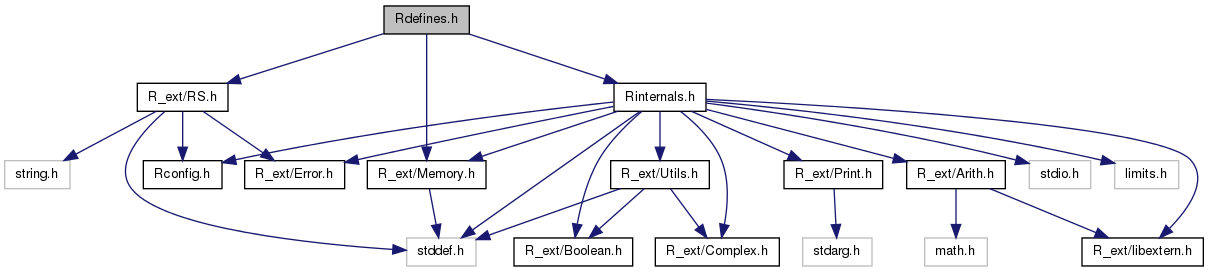 Rdefines.h
R_ext/RS.h
Rinternals.h
string.h
Rconfig.h
R_ext/Error.h
R_ext/Memory.h
R_ext/Utils.h
R_ext/Print.h
R_ext/Arith.h
stdio.h
limits.h
stddef.h
R_ext/Boolean.h
R_ext/Complex.h
stdarg.h
math.h
R_ext/libextern.h